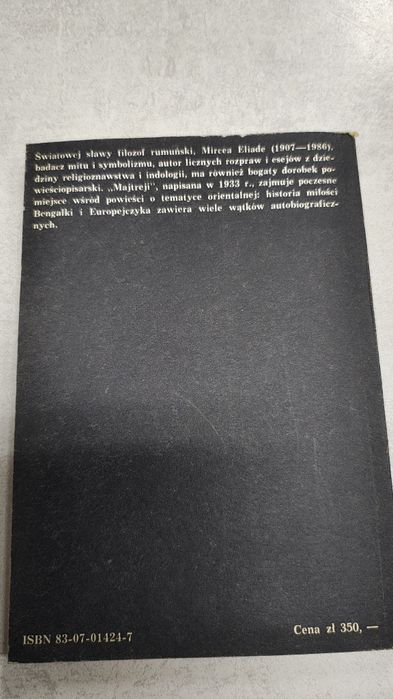 Światowej sławy filozof rumuński, Mircea Eliade (1907—1986),
badacz mitu i symbolizmu, autor licznych rozpraw i esejów z dzie-
dziny religioznawstwa i indologii, ma również bogaty dorobek po-
wieściopisarski. „Majtreji”, napisana w 1933 r., zajmuje poczesne
miejsce wśród powieści o tematyce orientalnej: historia miłości
Bengalki i Europejczyka zawiera wiele wątków autobiograficz-
nych.
ISBN 83-07-01424-7
Cena zł 350, —